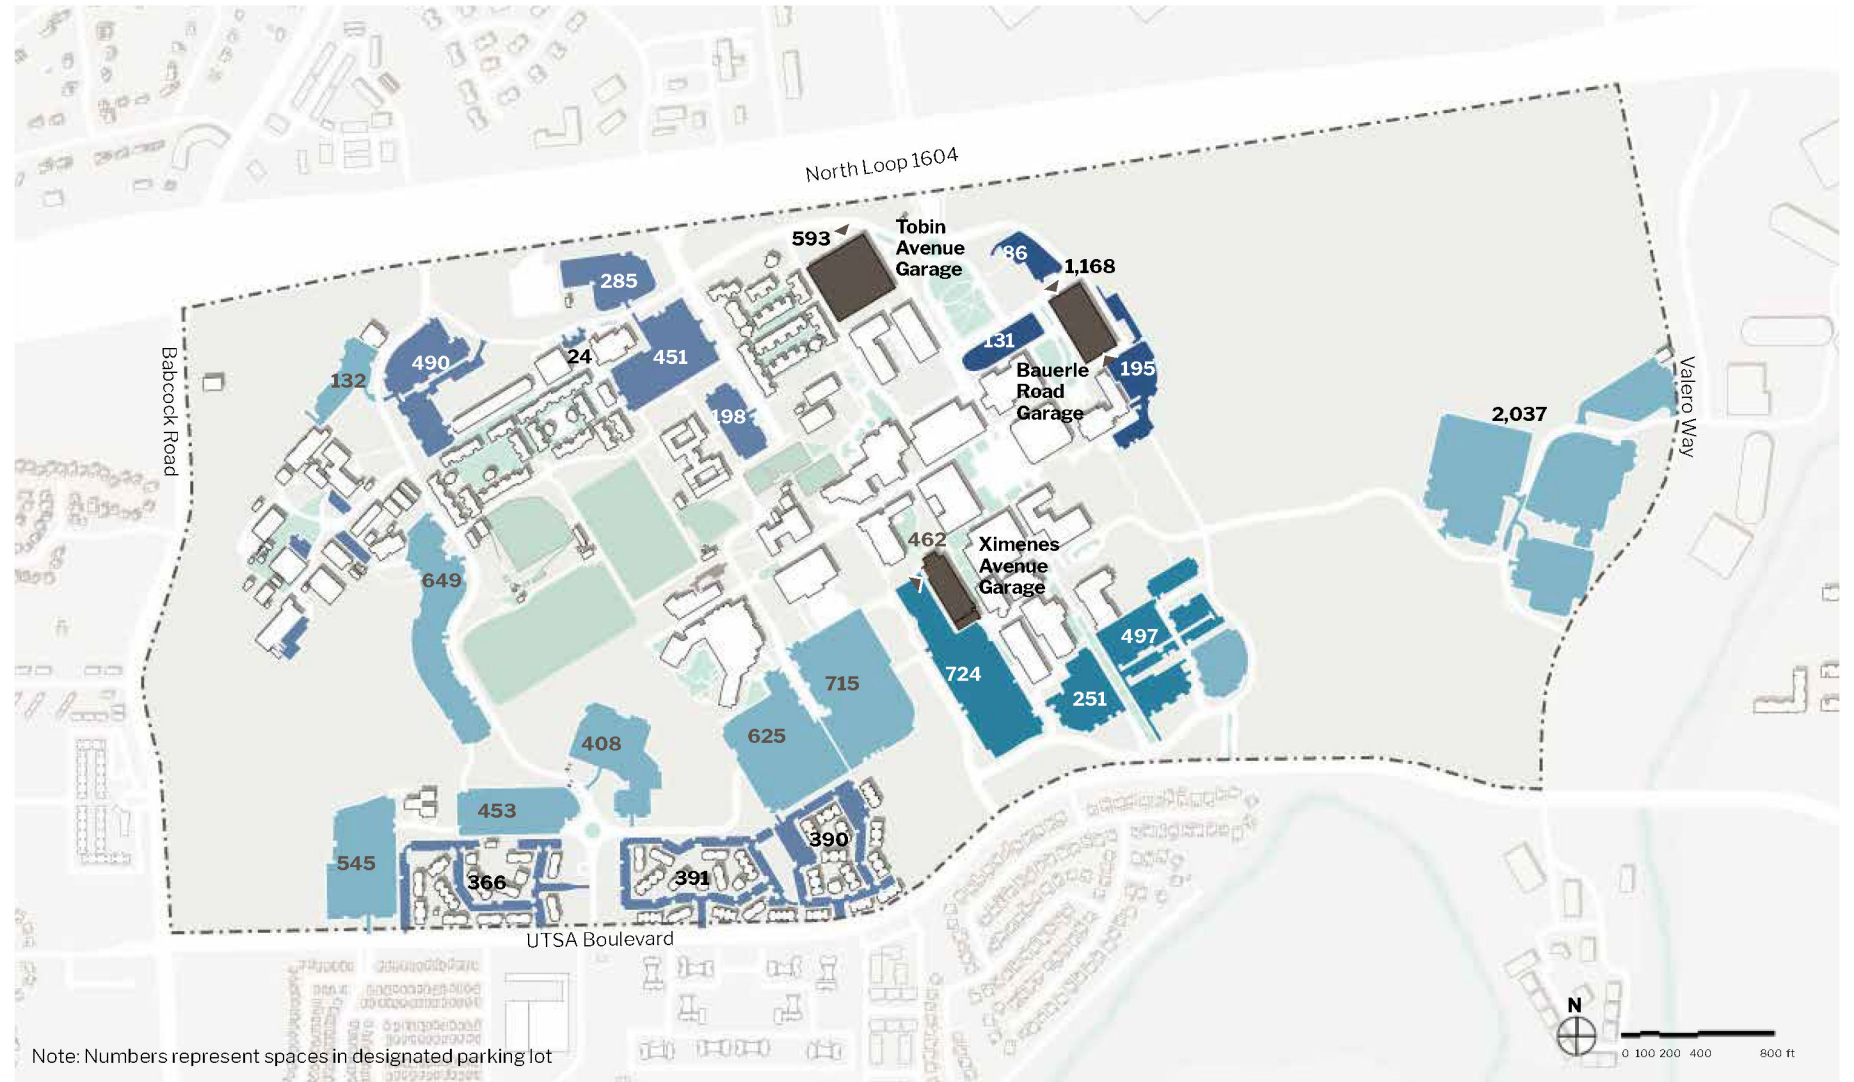 North Loop 1604
593
Tobin
Avenue
Garage
86
1,168
285
131
24
451
490
132
195
Bauerle
Road
Garage
198
2,037
Babcock Road
Valero Way
462
Ximenes
Avenue
Garage
649
497
724
251
715
625
408
453
390
545
366
391
UTSA Boulevard
N
Note: Numbers represent spaces in designated parking lot
0 100 200 400 800 ft